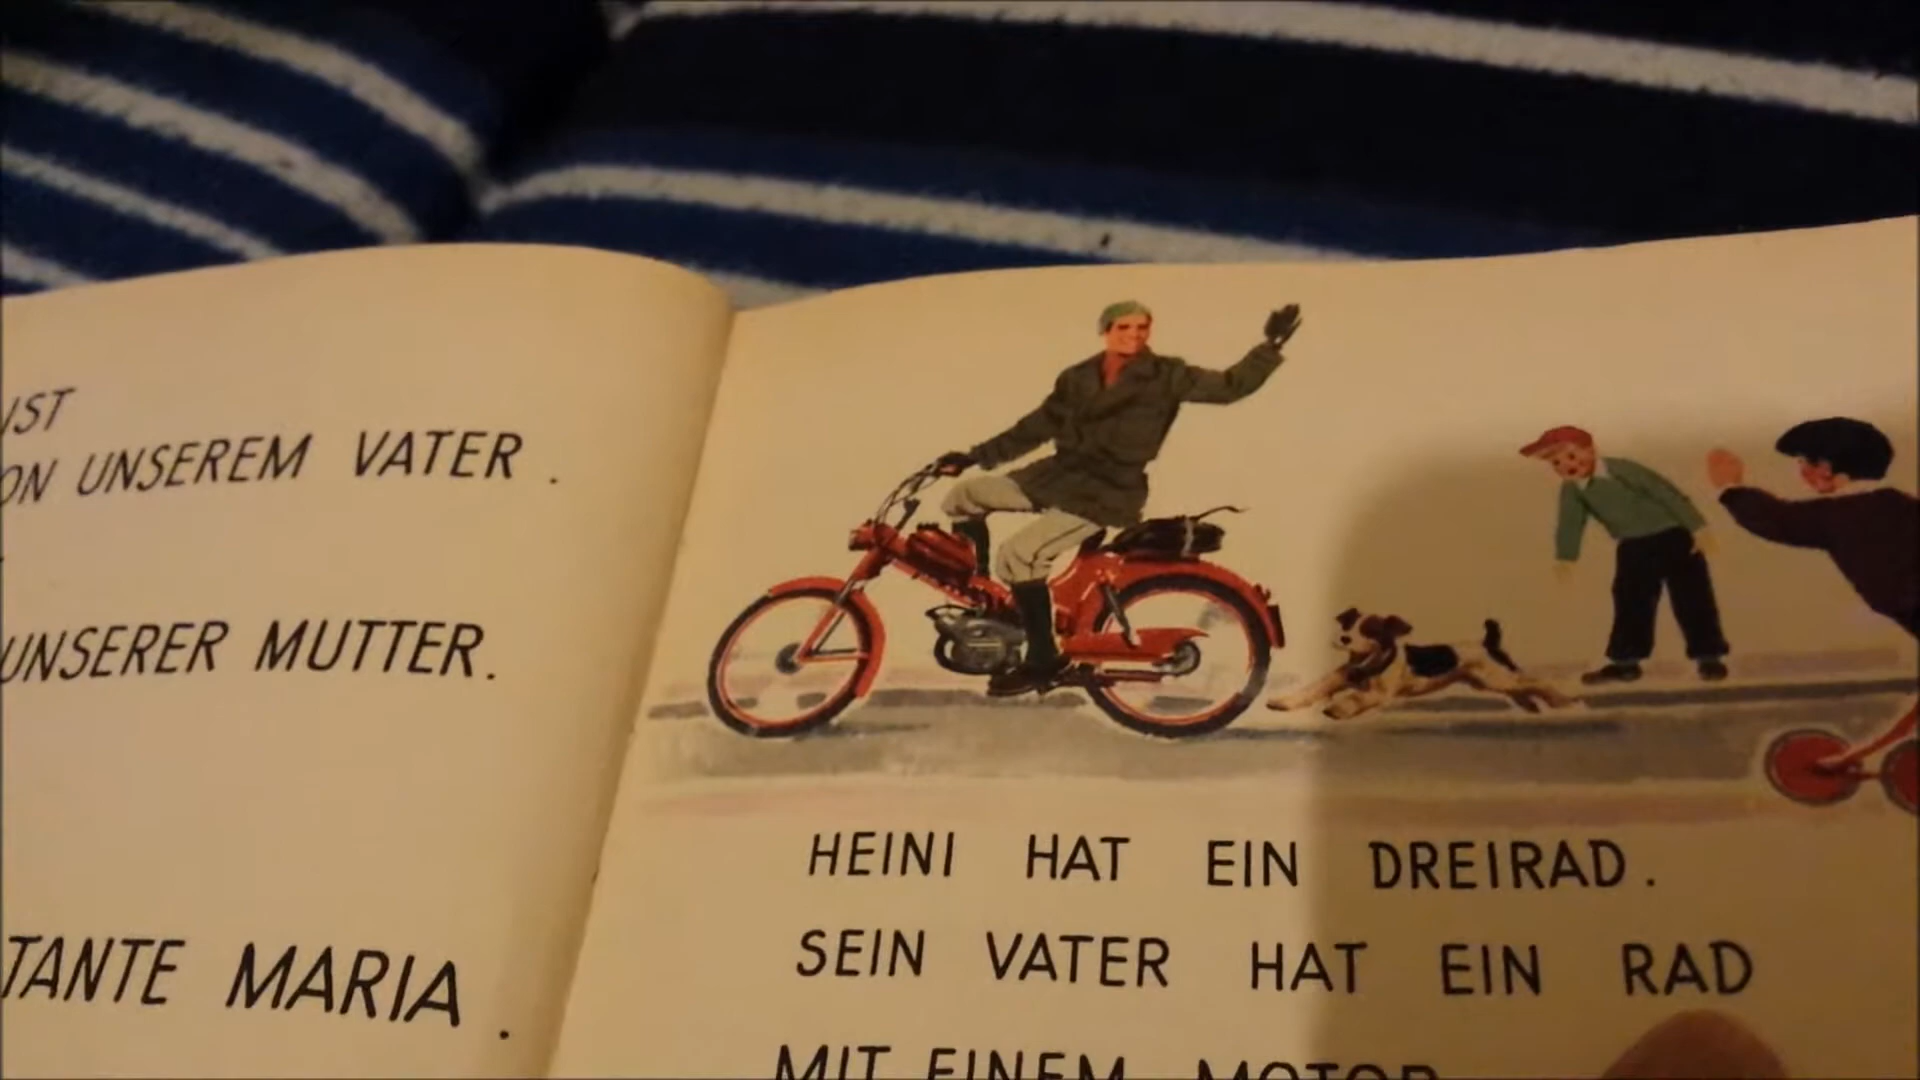 IST
ON UNSEREM VATER .
UNSERER MUTTER.
TANTE MARIA .
HEINI HAT EIN DREIRAD .
SEIN VATER HAT EIN RAD
MIT EINEM MOTOR